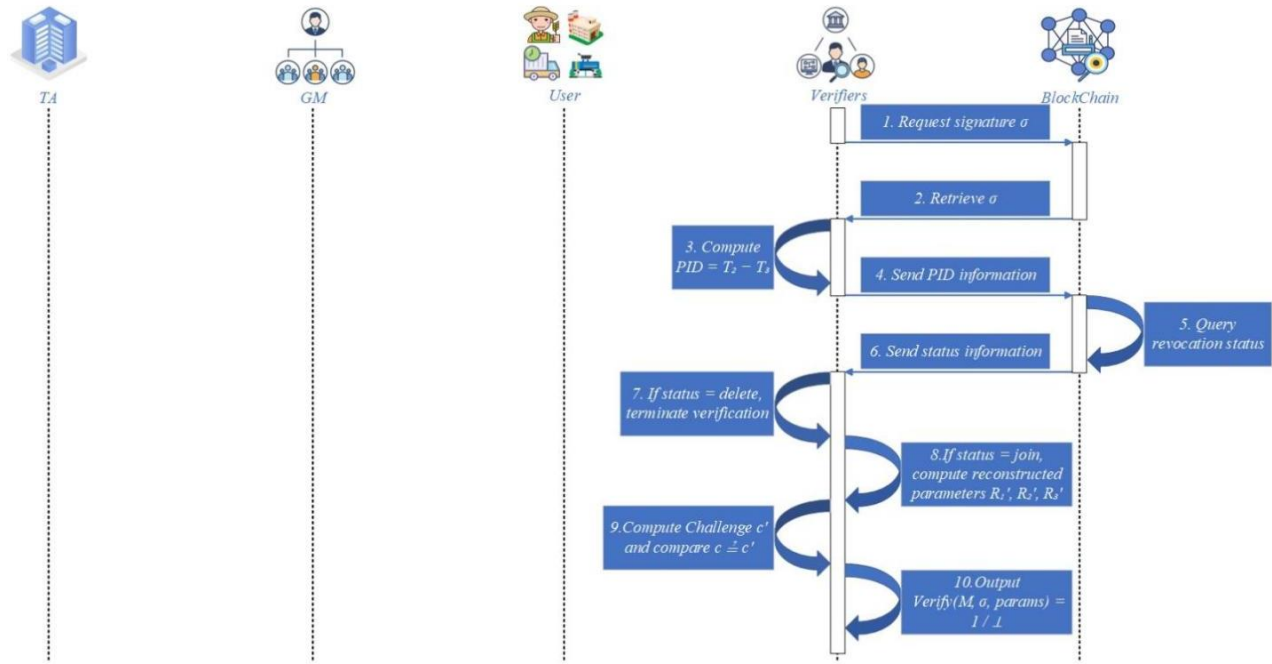 TA
GM
User
Verifiers
BlockChain
1. Request signature σ
2. Retrieve σ
3. Compute
PID = T₂ − T₃
4. Send PID information
5. Query
revocation status
6. Send status information
7. If status = delete,
terminate verification
8.If status = join,
compute reconstructed
parameters R₁', R₂', R₃'
9.Compute Challenge c'
and compare c ≟ c'
10.Output
Verify(M, σ, params) =
1 / ⊥